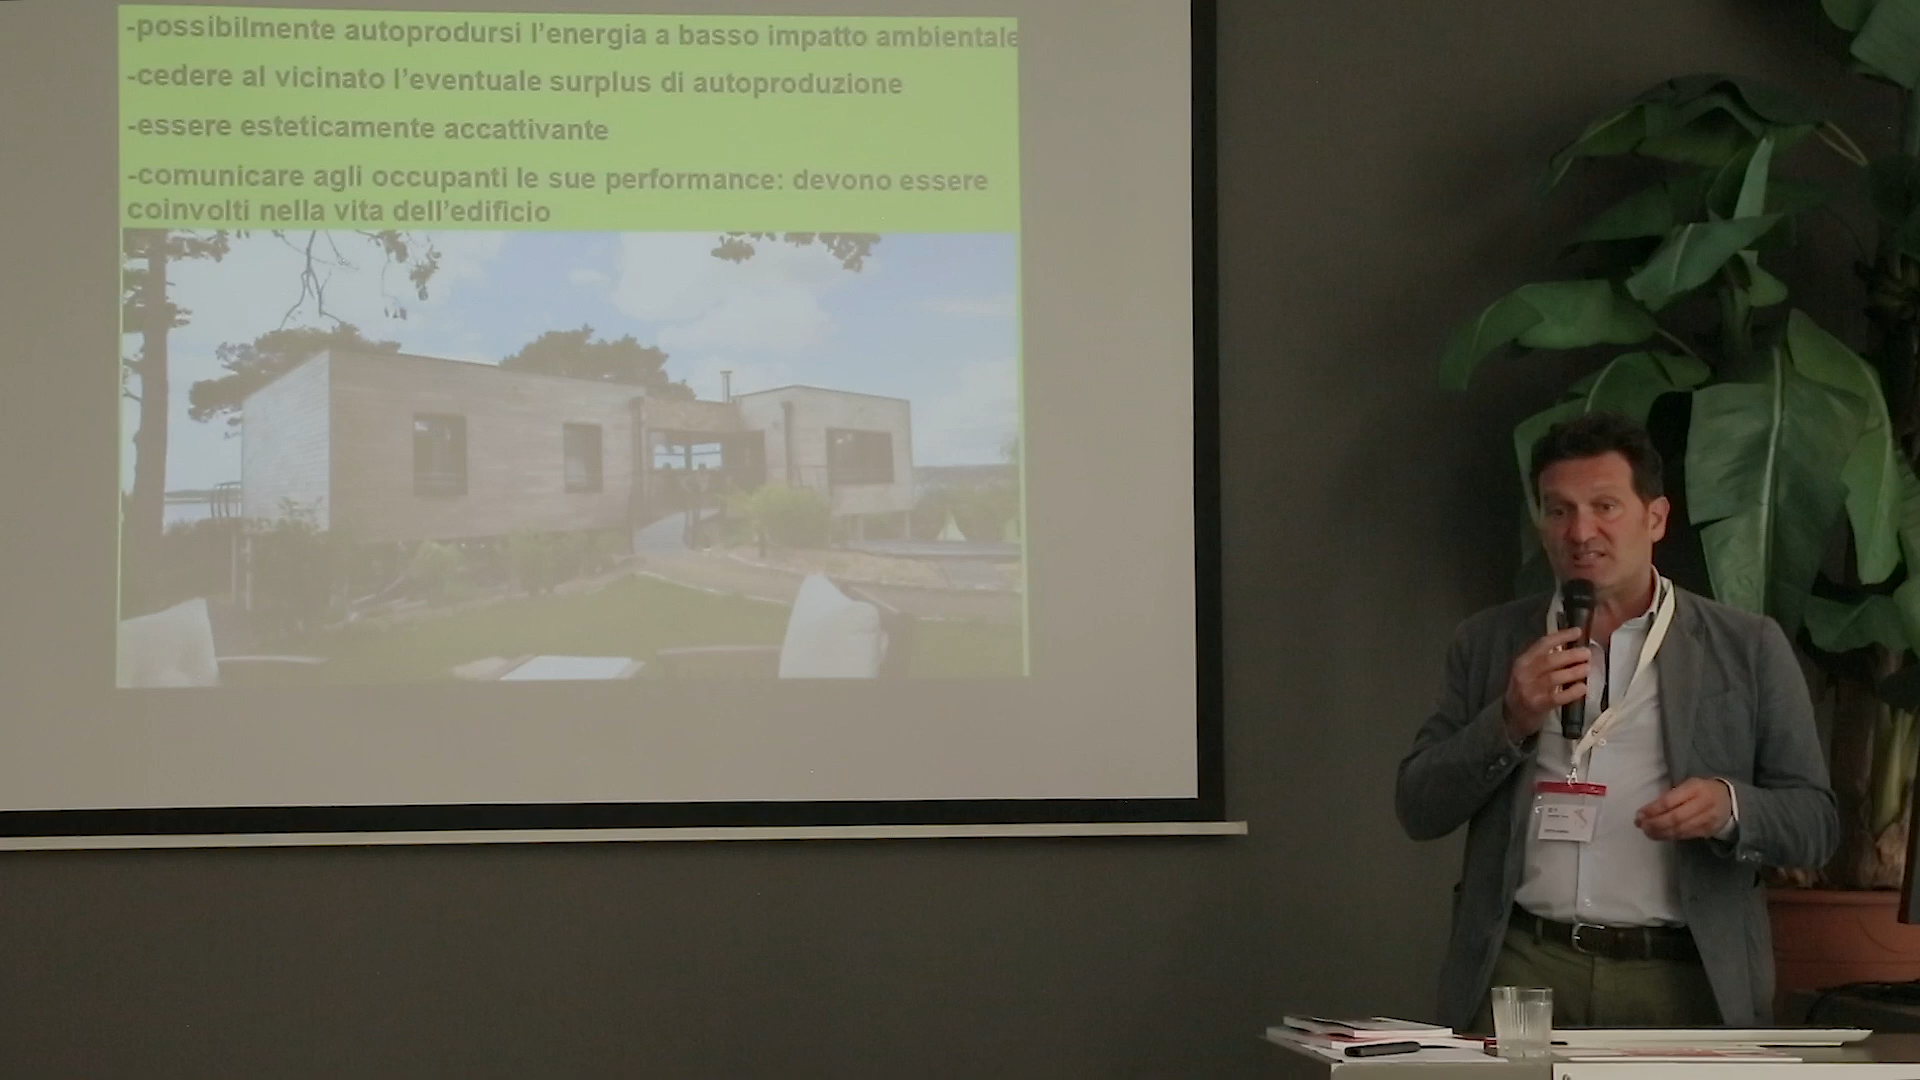 -possibilmente autoprodursi l'energia a basso impatto ambientale
-cedere al vicinato l'eventuale surplus di autoproduzione
-essere esteticamente accattivante
-comunicare agli occupanti le sue performance: devono essere
coinvolti nella vita dell'edificio